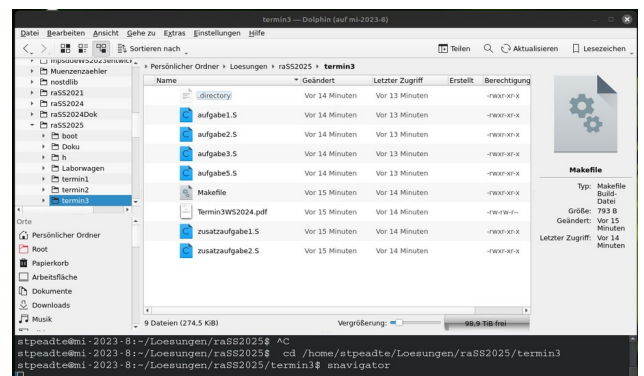 termin3 — Dolphin (auf mi-2023-8)
Datei Bearbeiten Ansicht Gehe zu Extras Einstellungen Hilfe
Sortieren nach
Teilen
Aktualisieren
Lesezeichen
Muenzenzaehler
nostdlib
raSS2021
raSS2024
raSS2024Dok
raSS2025
boot
Doku
h
Laborwagen
termin1
termin2
termin3
Orte
Persönlicher Ordner
Root
Papierkorb
Arbeitsfläche
Dokumente
Downloads
Musik
Persönlicher Ordner › Loesungen › raSS2025 › termin3
Name Geändert Letzter Zugriff Erstellt Berechtigung
.directory Vor 14 Minuten Vor 13 Minuten -rwxr-xr-x
aufgabe1.S Vor 14 Minuten Vor 13 Minuten -rwxr-xr-x
aufgabe2.S Vor 14 Minuten Vor 13 Minuten -rwxr-xr-x
aufgabe3.S Vor 14 Minuten Vor 13 Minuten -rwxr-xr-x
aufgabe5.S Vor 14 Minuten Vor 14 Minuten -rwxr-xr-x
Makefile Vor 15 Minuten Vor 14 Minuten -rwxr-xr-x
Termin3WS2024.pdf Vor 15 Minuten Vor 14 Minuten -rw-rw-r--
zusatzaufgabe1.S Vor 15 Minuten Vor 14 Minuten -rwxr-xr-x
zusatzaufgabe2.S Vor 15 Minuten Vor 14 Minuten -rwxr-xr-x
9 Dateien (274,5 KiB)
Vergrößerung:
98,9 TiB frei
Makefile
Typ: Makefile
Build-
Datei
Größe: 793 B
Geändert: Vor 15
Minuten
Letzter Zugriff: Vor 14
Minuten
stpeadte@mi-2023-8:~/Loesungen/raSS2025$ ^C
stpeadte@mi-2023-8:~/Loesungen/raSS2025$ cd /home/stpeadte/Loesungen/raSS2025/termin3
stpeadte@mi-2023-8:~/Loesungen/raSS2025/termin3$ snavigator